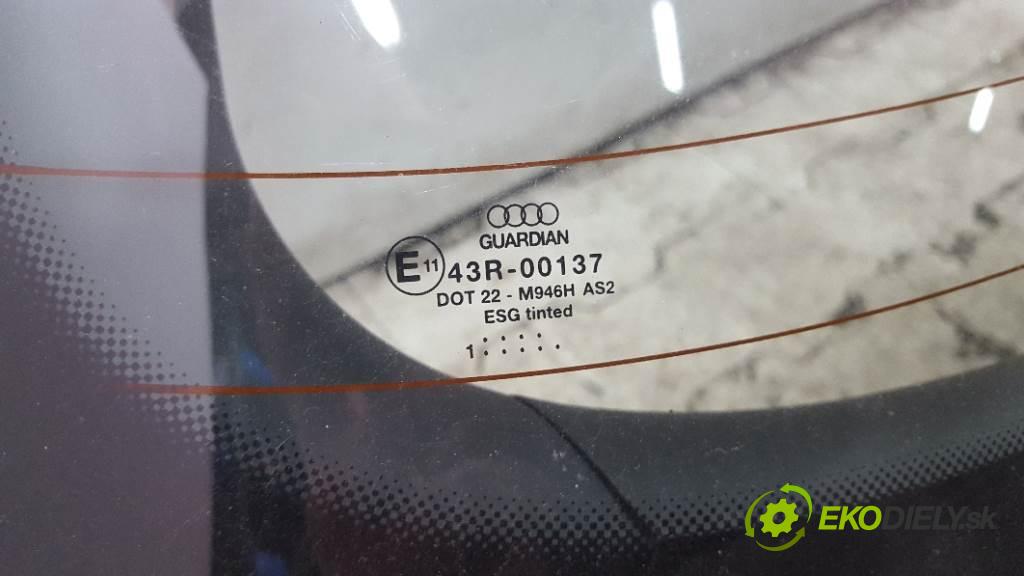 GUARDIAN
E11 43R-00137
DOT 22 - M946H AS2
ESG tinted
1 : : : : .
EKODIELY.sk